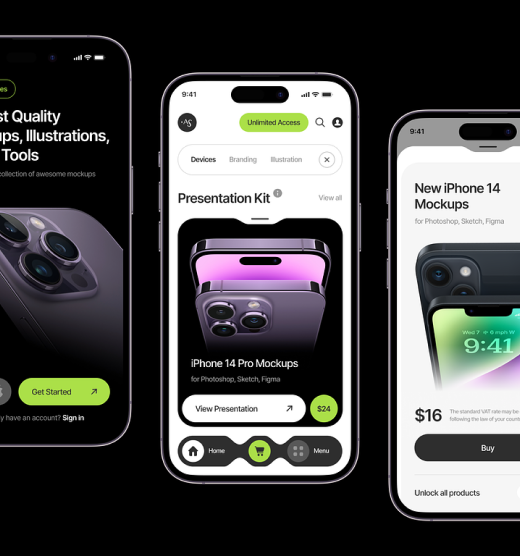 st Quality
ups, Illustrations,
Tools
collection of awesome mockups
Get Started
y have an account? Sign in
9:41
Unlimited Access
Devices Branding Illustration
Presentation Kit
View all
iPhone 14 Pro Mockups
for Photoshop, Sketch, Figma
View Presentation
$24
Home
Menu
9:41
New iPhone 14
Mockups
for Photoshop, Sketch, Figma
Wed 7
mph W
9:41
$16
The standard VAT rate may be
following the law of your count
Buy
Unlock all products